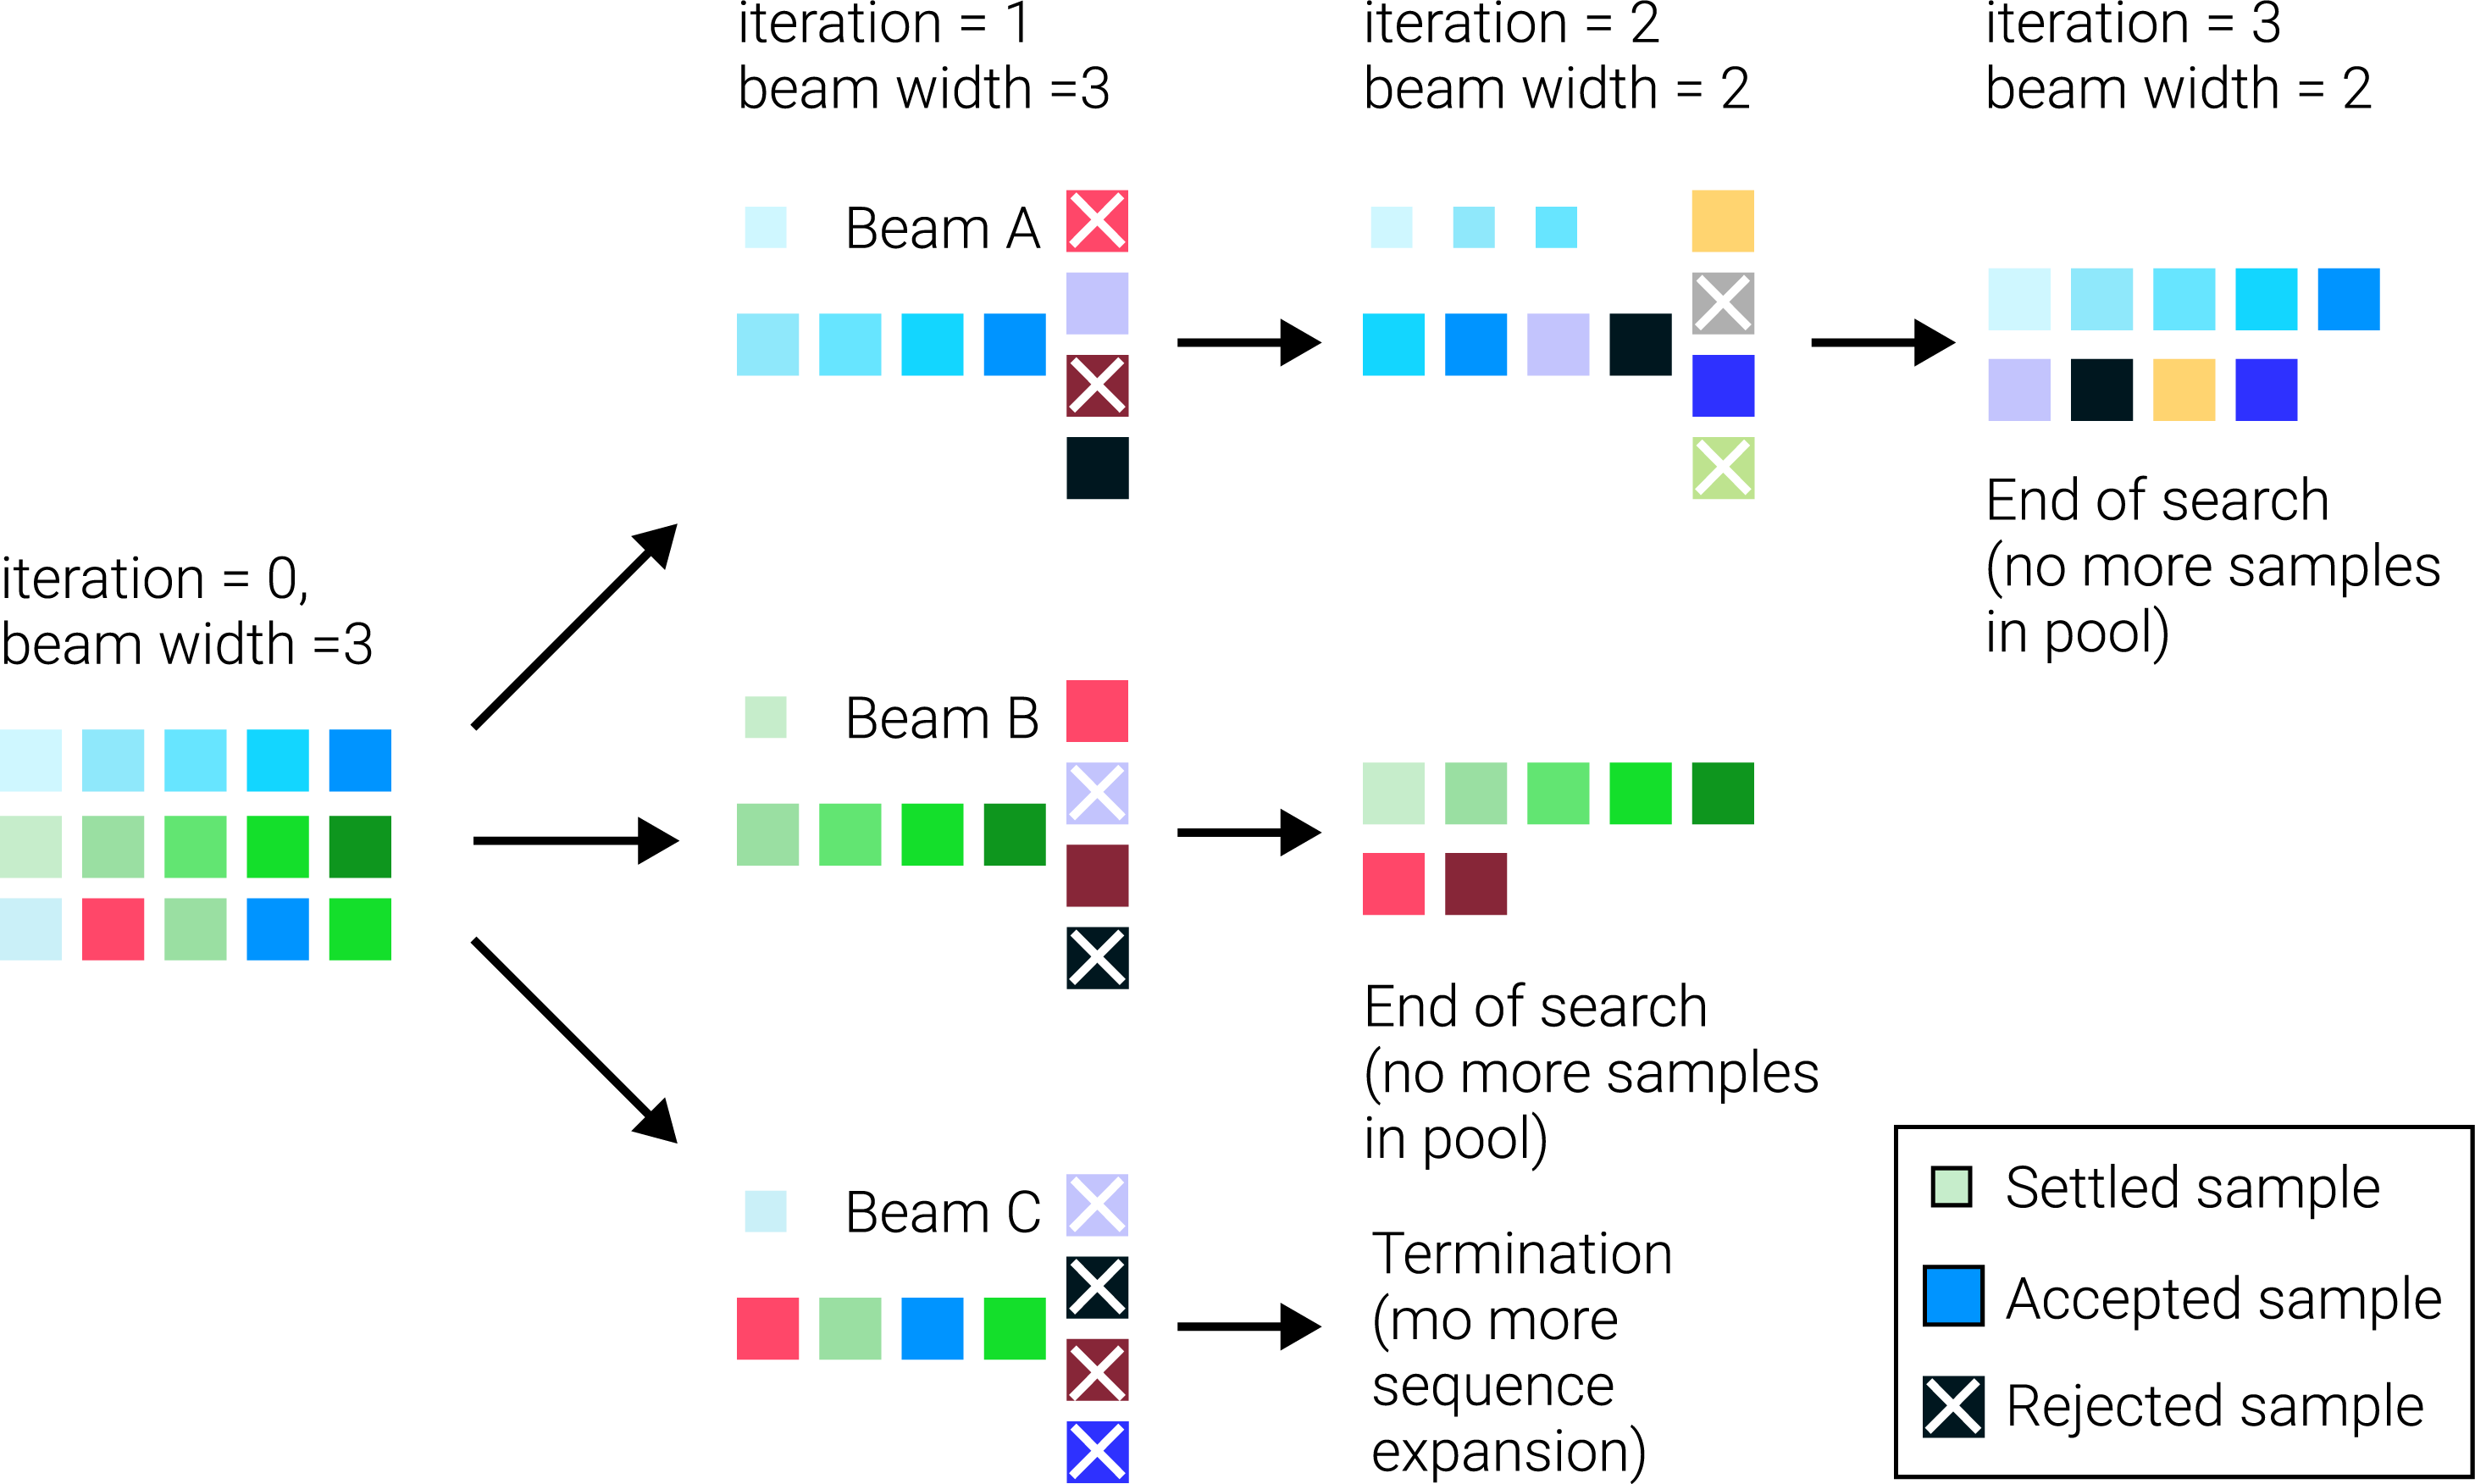 iteration = 1
beam width =3
iteration = 2
beam width = 2
iteration = 3
beam width = 2
Beam A
End of search
(no more samples
in pool)
iteration = 0,
beam width =3
Beam B
End of search
(no more samples
in pool)
Beam C
Termination
(mo more
sequence
expansion)
Settled sample
Accepted sample
Rejected sample